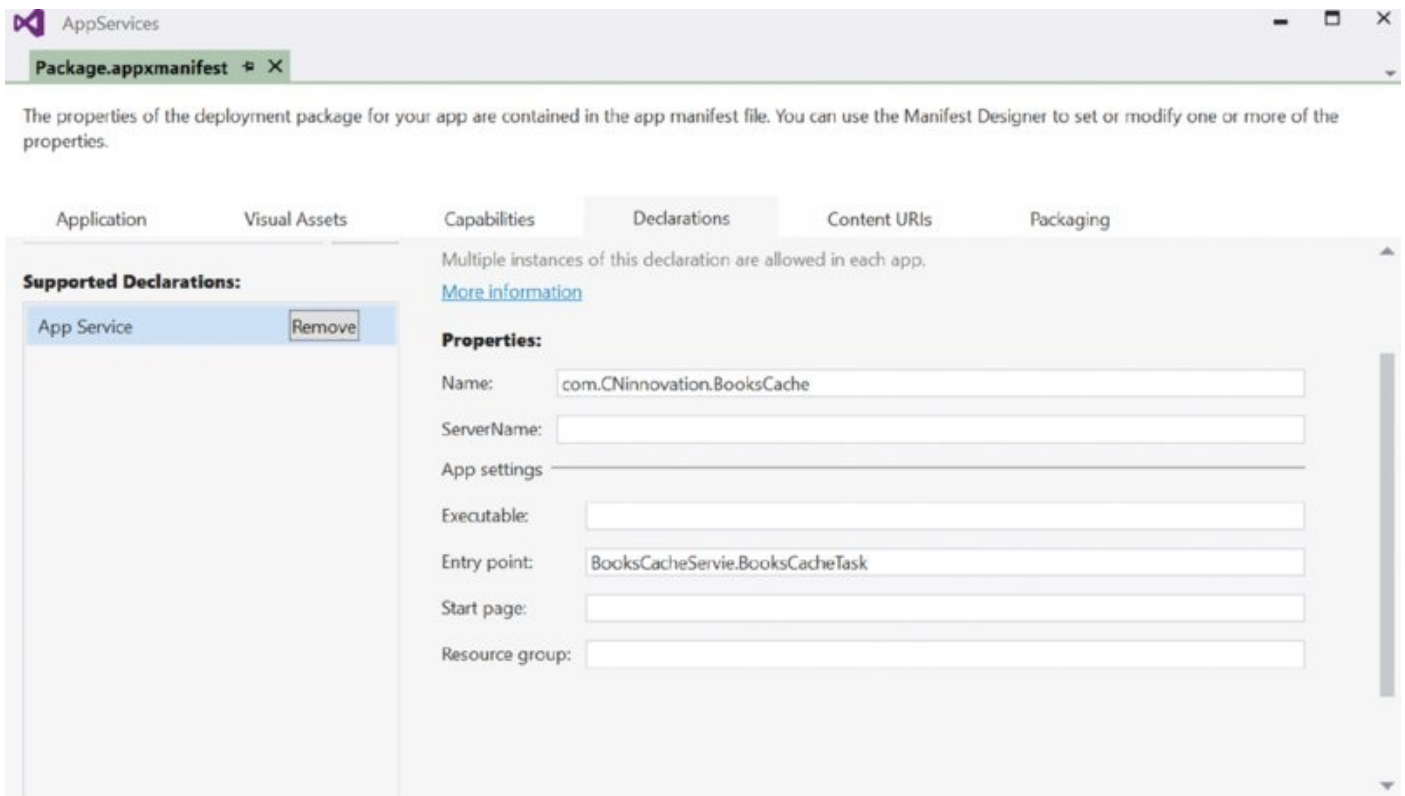 AppServices
Package.appxmanifest
The properties of the deployment package for your app are contained in the app manifest file. You can use the Manifest Designer to set or modify one or more of the
properties.
Application Visual Assets Capabilities Declarations Content URIs Packaging
Multiple instances of this declaration are allowed in each app.
Supported Declarations:
More information
App Service Remove
Properties:
Name: com.CNinnovation.BooksCache
ServerName:
App settings
Executable:
Entry point: BooksCacheServie.BooksCacheTask
Start page:
Resource group: